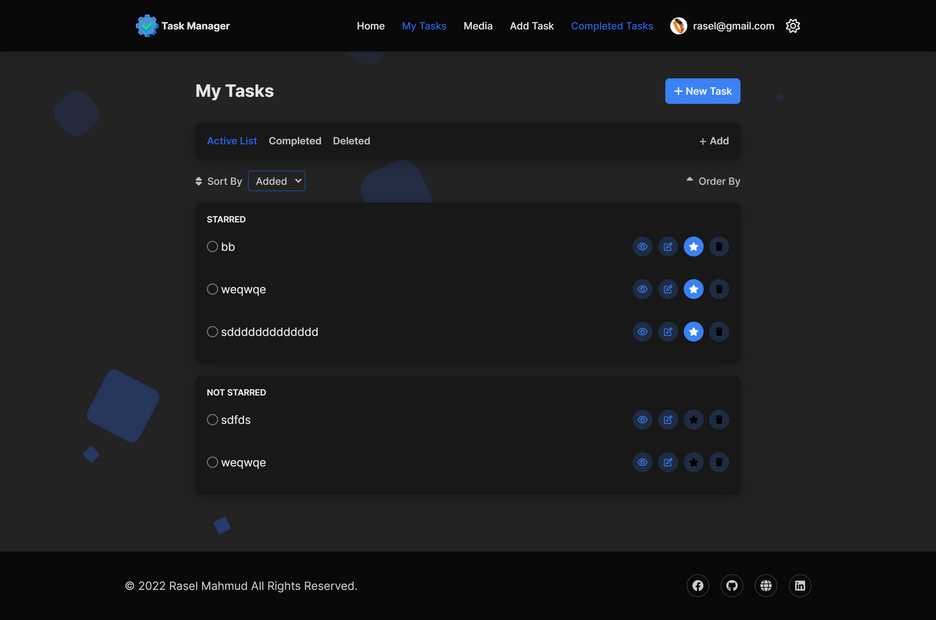 Task Manager
Home My Tasks Media Add Task Completed Tasks rasel@gmail.com
My Tasks
+ New Task
Active List Completed Deleted + Add
Sort By Added Order By
STARRED
bb
weqwqe
sddddddddddddd
NOT STARRED
sdfds
weqwqe
© 2022 Rasel Mahmud All Rights Reserved.